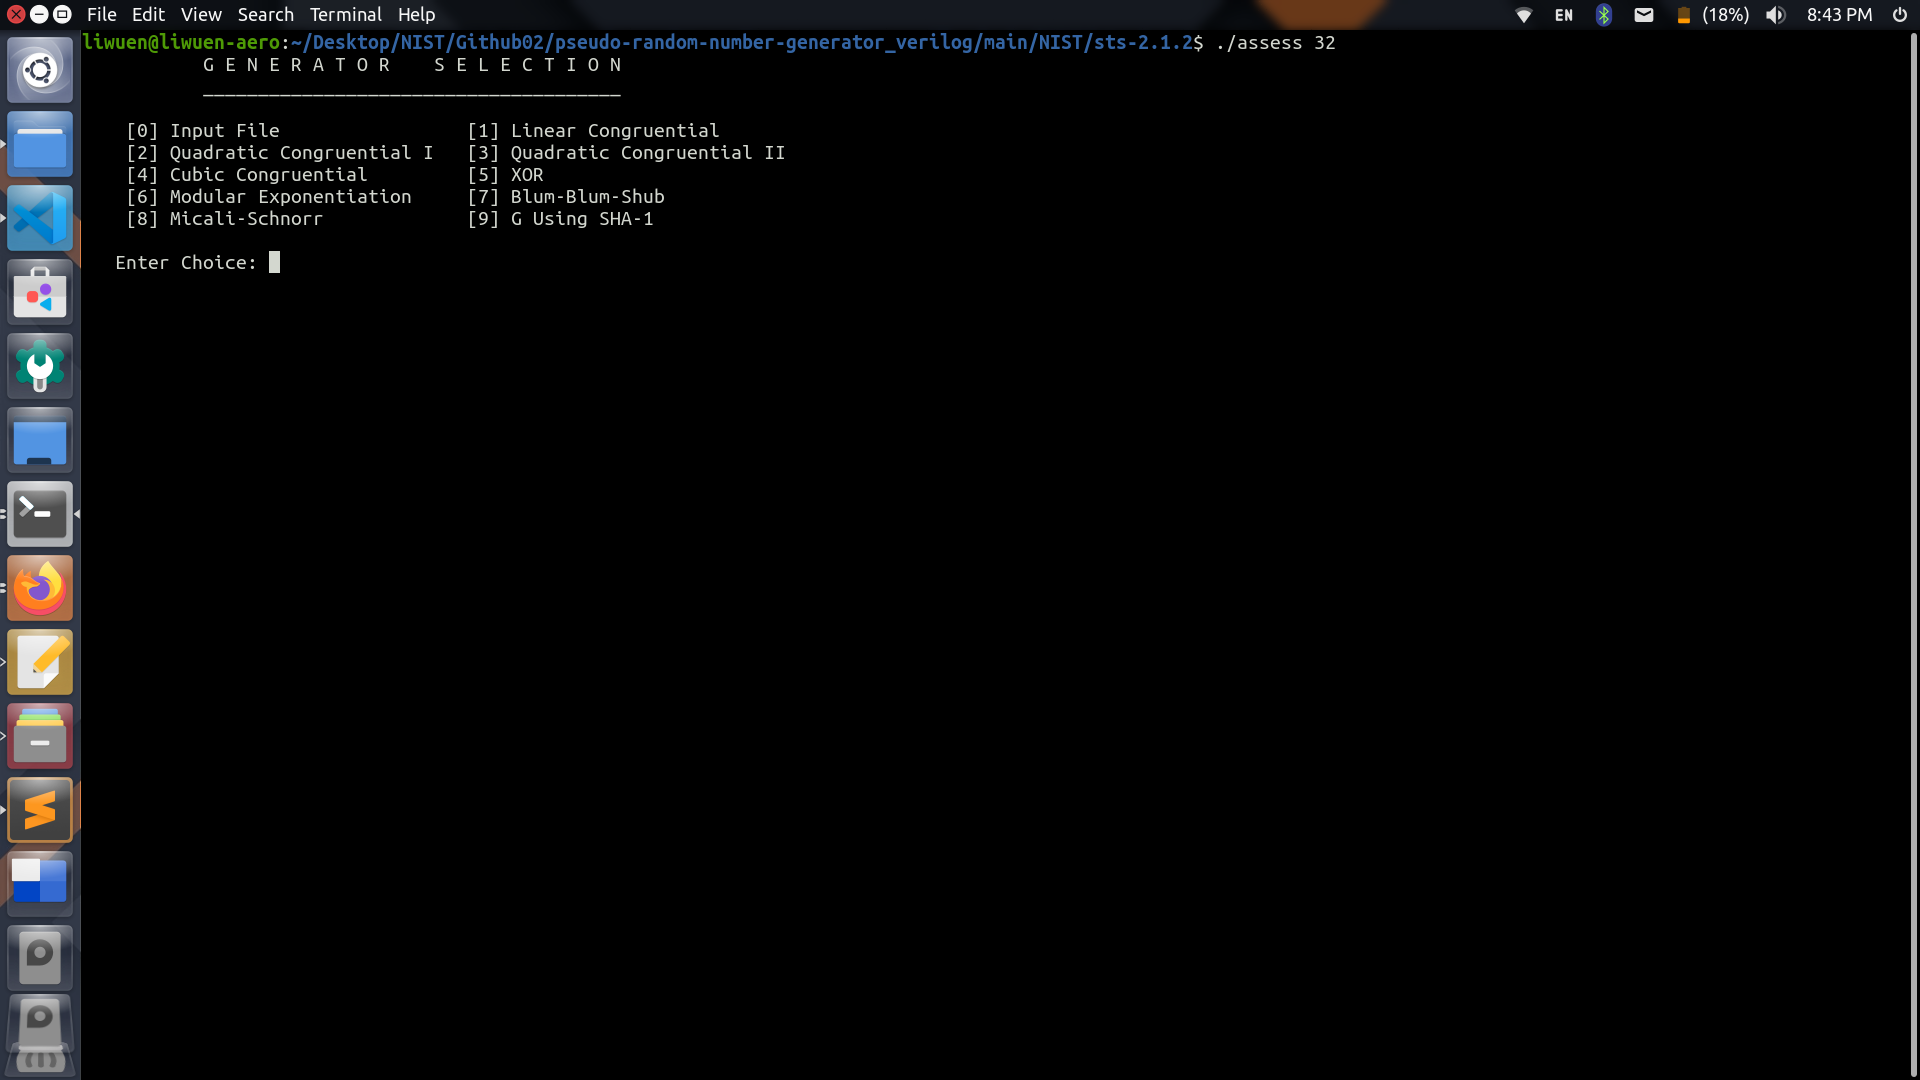 File Edit View Search Terminal Help EN (18%) 8:43 PM
liwuen@liwuen-aero:~/Desktop/NIST/Github02/pseudo-random-number-generator_verilog/main/NIST/sts-2.1.2$ ./assess 32
G E N E R A T O R    S E L E C T I O N
______________________________________
[0] Input File                 [1] Linear Congruential
[2] Quadratic Congruential I   [3] Quadratic Congruential II
[4] Cubic Congruential         [5] XOR
[6] Modular Exponentiation     [7] Blum-Blum-Shub
[8] Micali-Schnorr             [9] G Using SHA-1
Enter Choice: